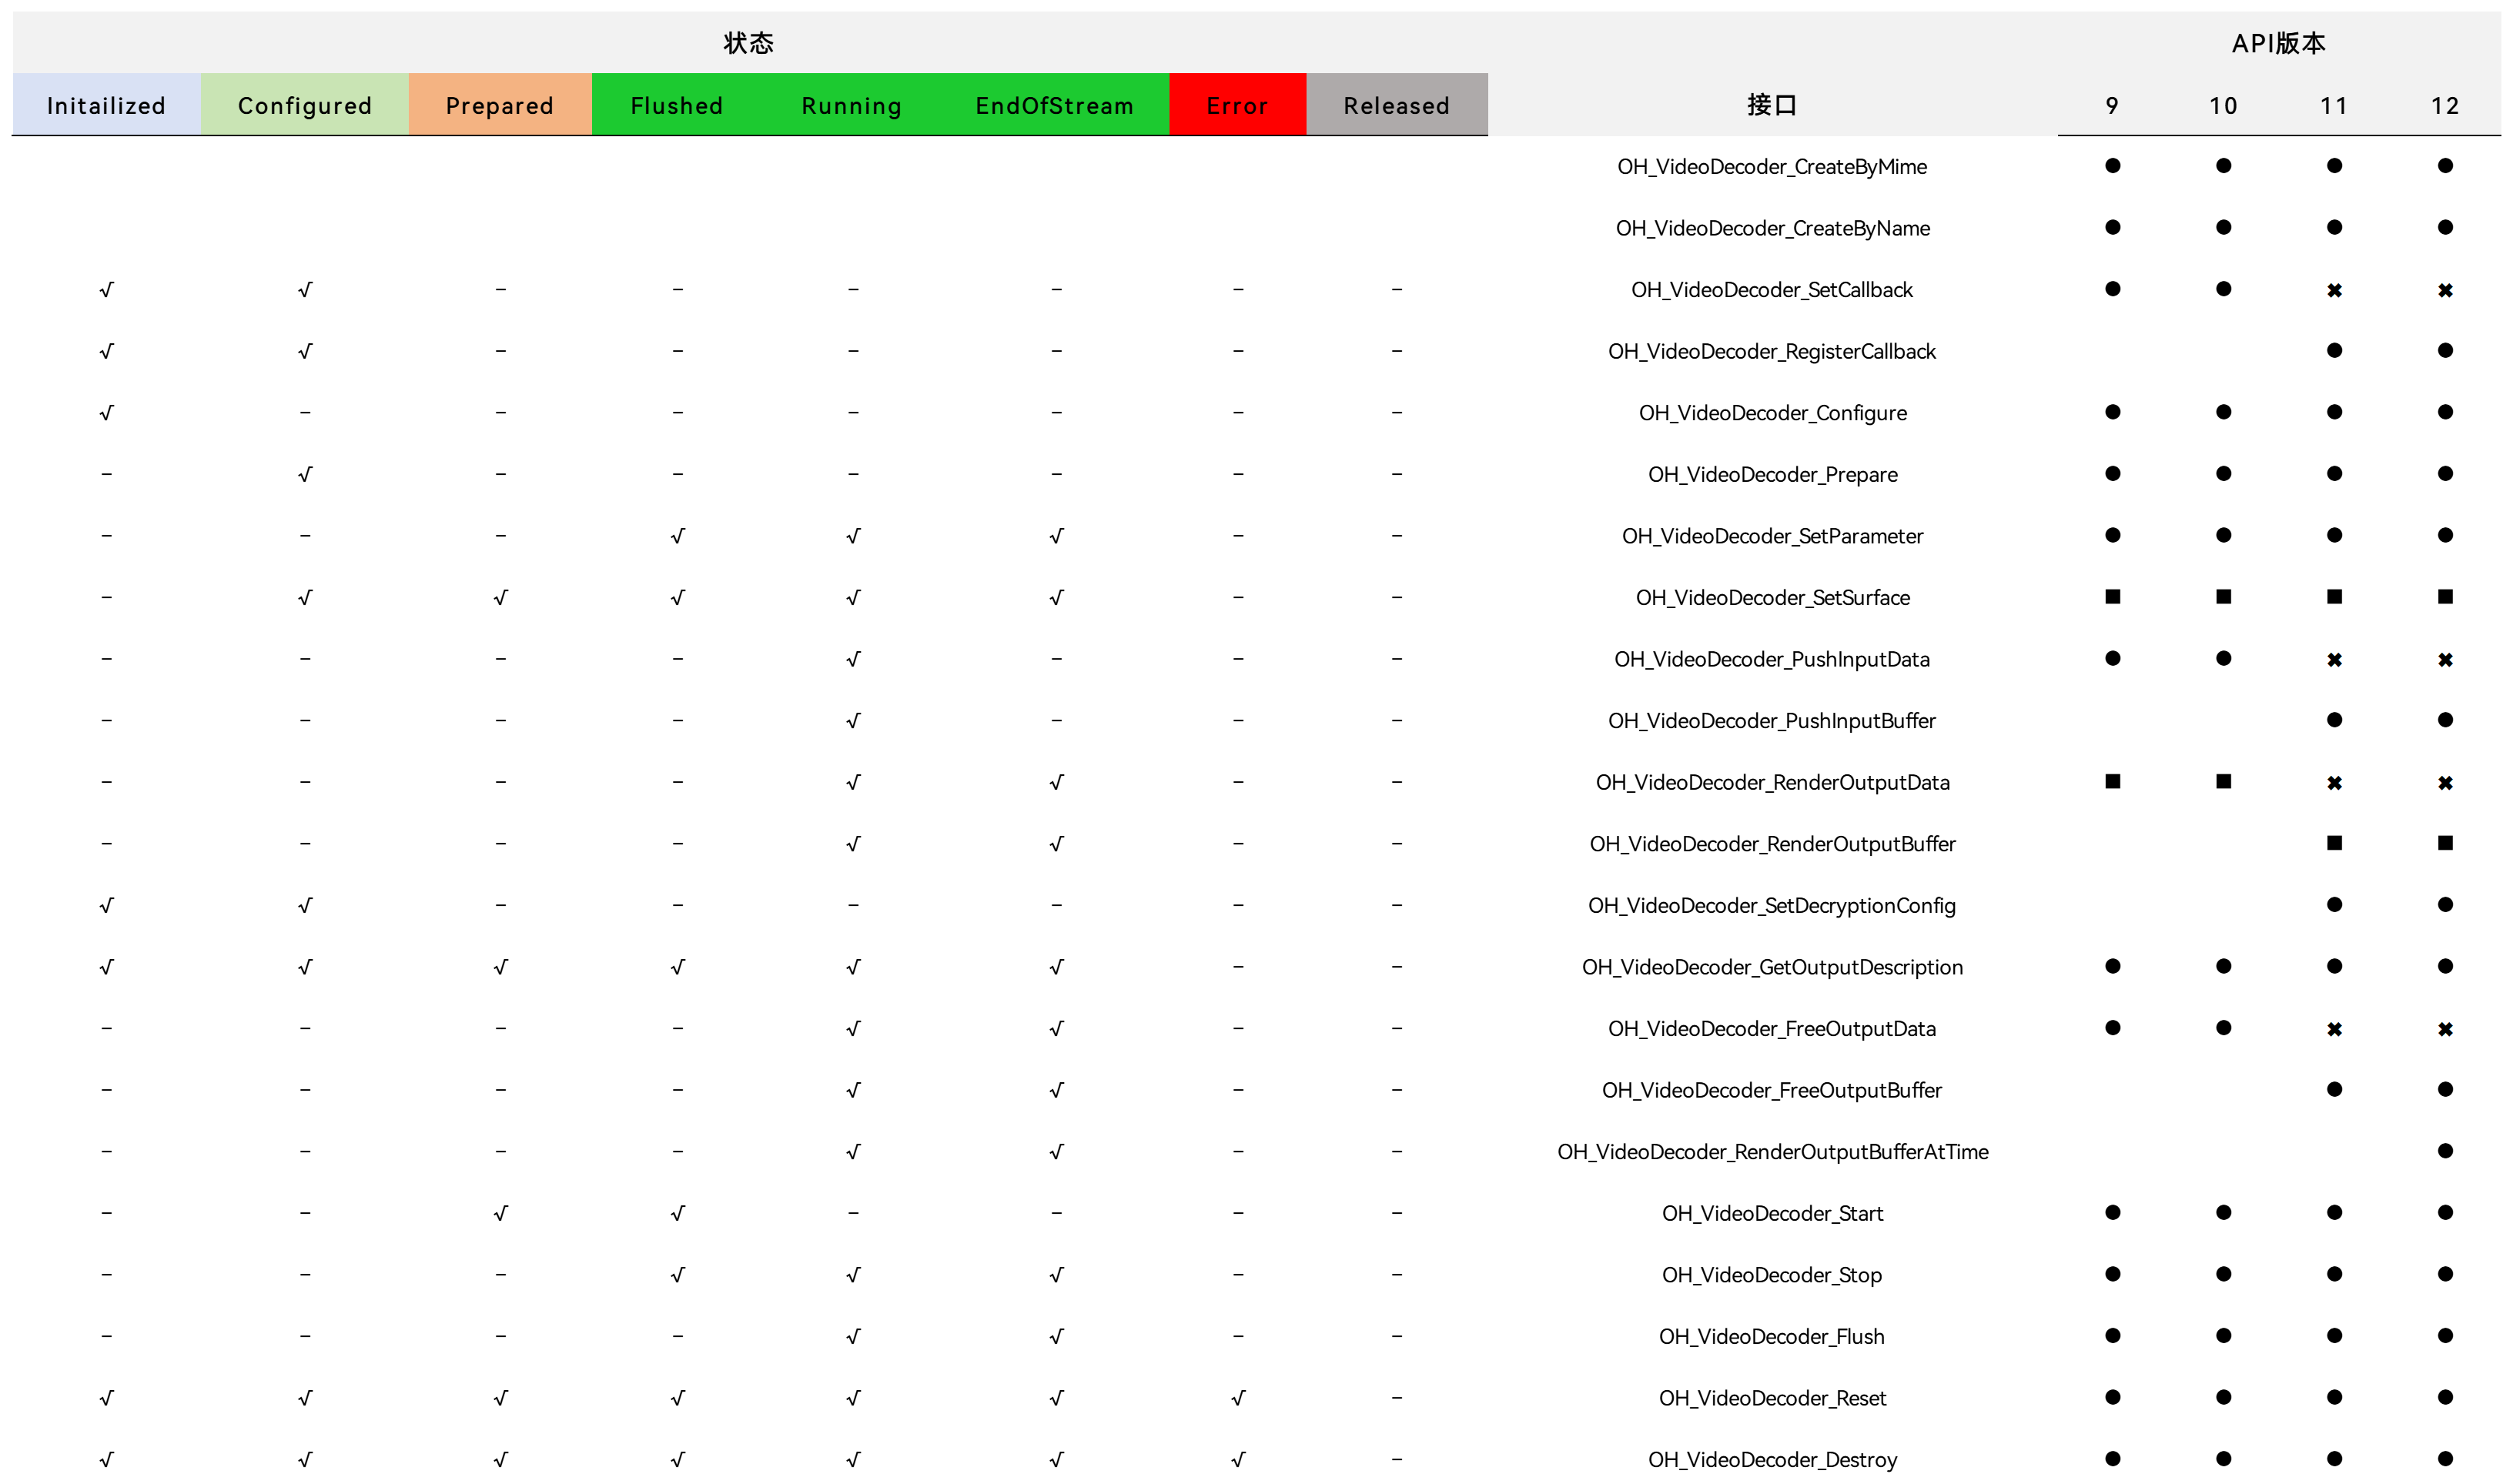 状态 API版本
Initailized Configured Prepared Flushed Running EndOfStream Error Released 接口 9 10 11 12
OH_VideoDecoder_CreateByMime ● ● ● ●
OH_VideoDecoder_CreateByName ● ● ● ●
√ √ – – – – – – OH_VideoDecoder_SetCallback ● ● ✖ ✖
√ √ – – – – – – OH_VideoDecoder_RegisterCallback ● ●
√ – – – – – – – OH_VideoDecoder_Configure ● ● ● ●
– √ – – – – – – OH_VideoDecoder_Prepare ● ● ● ●
– – – √ √ √ – – OH_VideoDecoder_SetParameter ● ● ● ●
– √ √ √ √ √ – – OH_VideoDecoder_SetSurface ■ ■ ■ ■
– – – – √ – – – OH_VideoDecoder_PushInputData ● ● ✖ ✖
– – – – √ – – – OH_VideoDecoder_PushInputBuffer ● ●
– – – – √ √ – – OH_VideoDecoder_RenderOutputData ■ ■ ✖ ✖
– – – – √ √ – – OH_VideoDecoder_RenderOutputBuffer ■ ■
√ √ – – – – – – OH_VideoDecoder_SetDecryptionConfig ● ●
√ √ √ √ √ √ – – OH_VideoDecoder_GetOutputDescription ● ● ● ●
– – – – √ √ – – OH_VideoDecoder_FreeOutputData ● ● ✖ ✖
– – – – √ √ – – OH_VideoDecoder_FreeOutputBuffer ● ●
– – – – √ √ – – OH_VideoDecoder_RenderOutputBufferAtTime ●
– – √ √ – – – – OH_VideoDecoder_Start ● ● ● ●
– – – √ √ √ – – OH_VideoDecoder_Stop ● ● ● ●
– – – – √ √ – – OH_VideoDecoder_Flush ● ● ● ●
√ √ √ √ √ √ √ – OH_VideoDecoder_Reset ● ● ● ●
√ √ √ √ √ √ √ – OH_VideoDecoder_Destroy ● ● ● ●